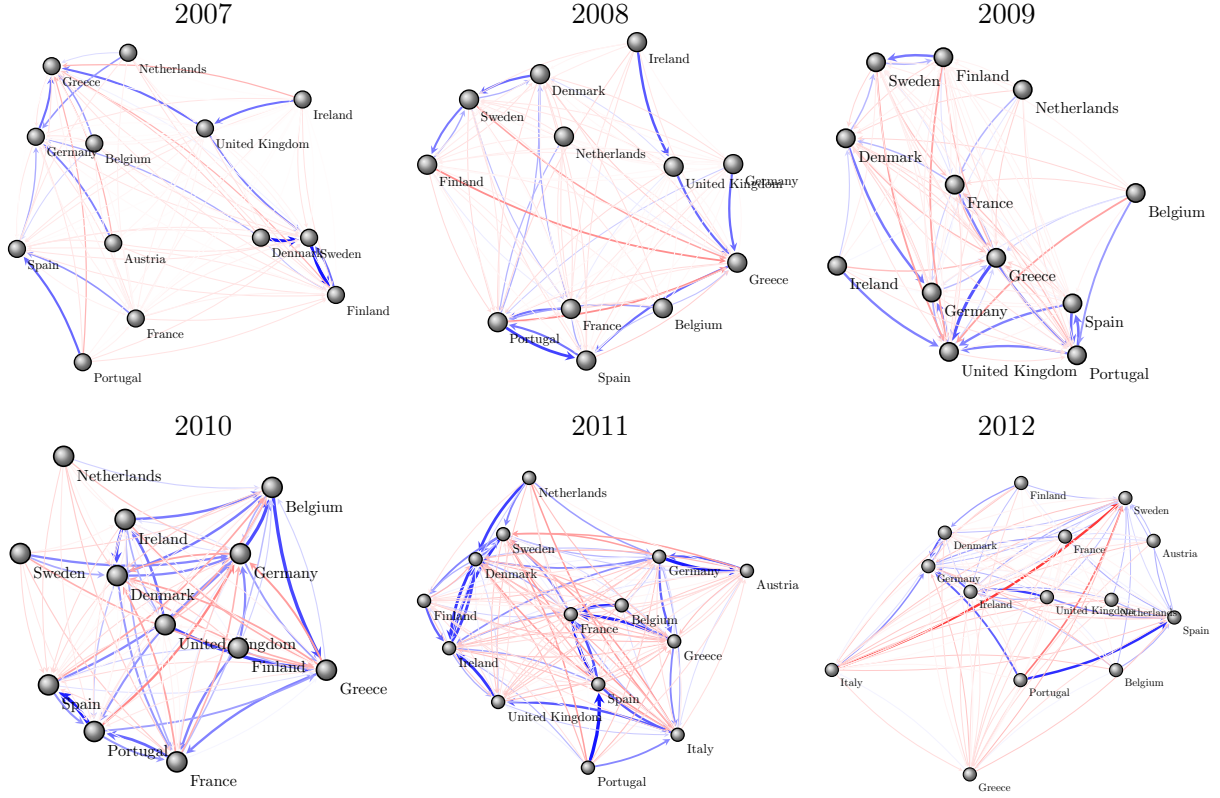 2007
Netherlands
Greece
Ireland
United Kingdom
Germany
Belgium
Austria
Spain
Denmark
Sweden
Finland
France
Portugal
2008
Ireland
Denmark
Sweden
Netherlands
Finland
United Kingdom
Germany
Greece
France
Belgium
Portugal
Spain
2009
Sweden
Finland
Netherlands
Denmark
France
Belgium
Greece
Ireland
Germany
Spain
United Kingdom
Portugal
2010
Netherlands
Belgium
Ireland
Sweden
Germany
Denmark
United Kingdom
Finland
Greece
Spain
Portugal
France
2011
Netherlands
Sweden
Denmark
Germany
Austria
Finland
Belgium
France
Greece
Ireland
Spain
United Kingdom
Italy
Portugal
2012
Finland
Sweden
Denmark
France
Austria
Germany
Ireland
United Kingdom
Netherlands
Spain
Italy
Portugal
Belgium
Greece